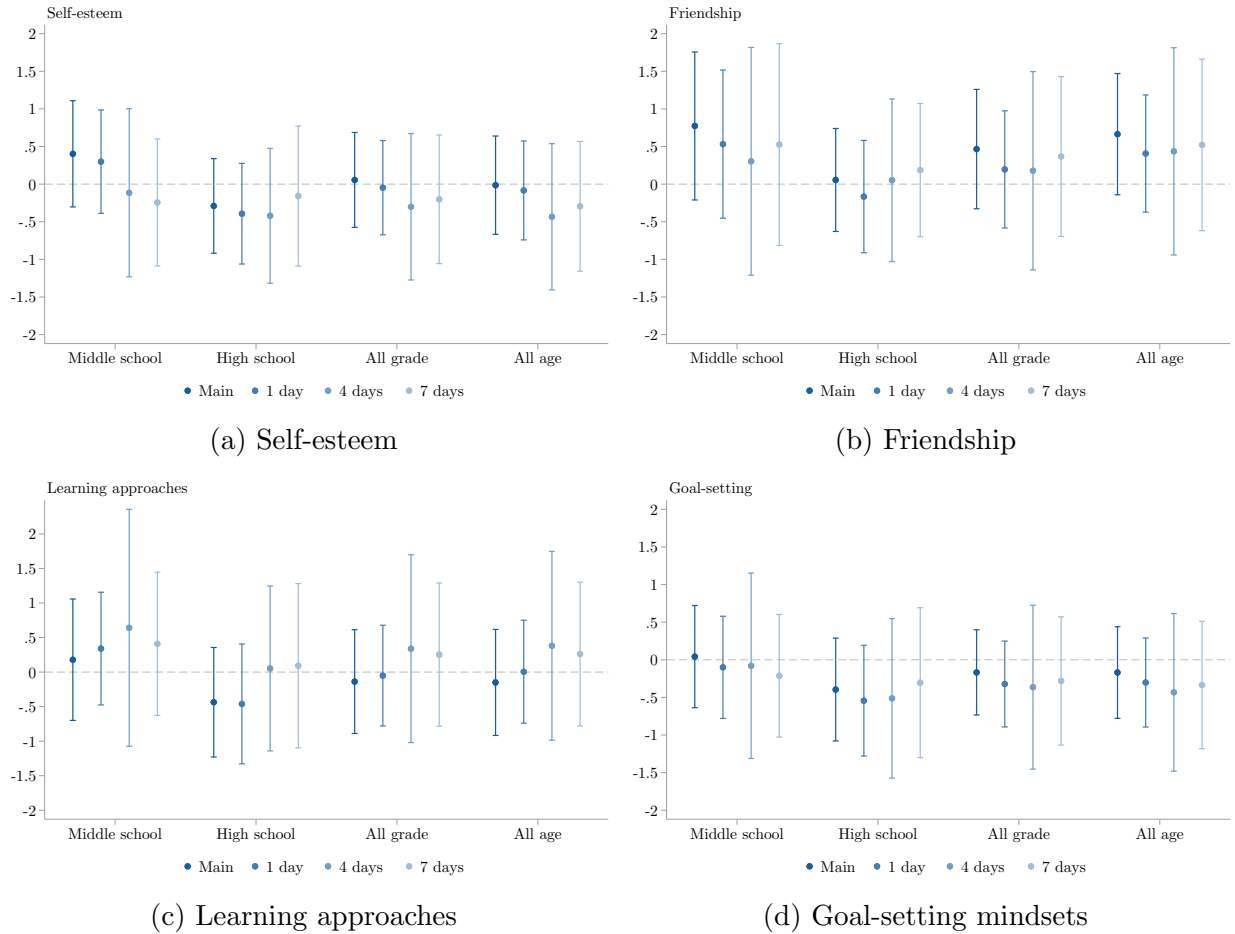 Self-esteem
2
1.5
1
.5
0
-.5
-1
-1.5
-2
Middle school High school All grade All age
Main 1 day 4 days 7 days
(a) Self-esteem
Friendship
2
1.5
1
.5
0
-.5
-1
-1.5
-2
Middle school High school All grade All age
Main 1 day 4 days 7 days
(b) Friendship
Learning approaches
2
1.5
1
.5
0
-.5
-1
-1.5
-2
Middle school High school All grade All age
Main 1 day 4 days 7 days
(c) Learning approaches
Goal-setting
2
1.5
1
.5
0
-.5
-1
-1.5
-2
Middle school High school All grade All age
Main 1 day 4 days 7 days
(d) Goal-setting mindsets